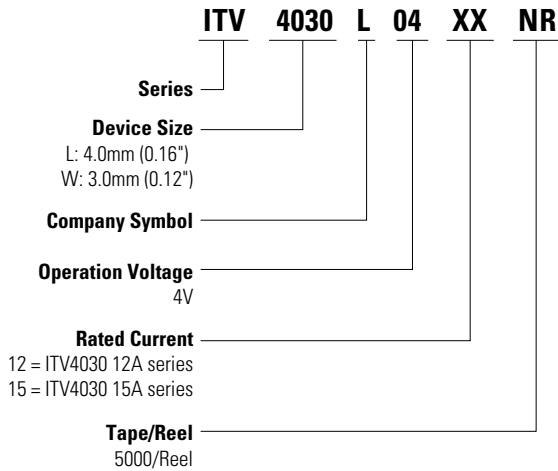 ITV 4030 L 04 XX NR
Series
Device Size
L: 4.0mm (0.16")
W: 3.0mm (0.12")
Company Symbol
Operation Voltage
4V
Rated Current
12 = ITV4030 12A series
15 = ITV4030 15A series
Tape/Reel
5000/Reel